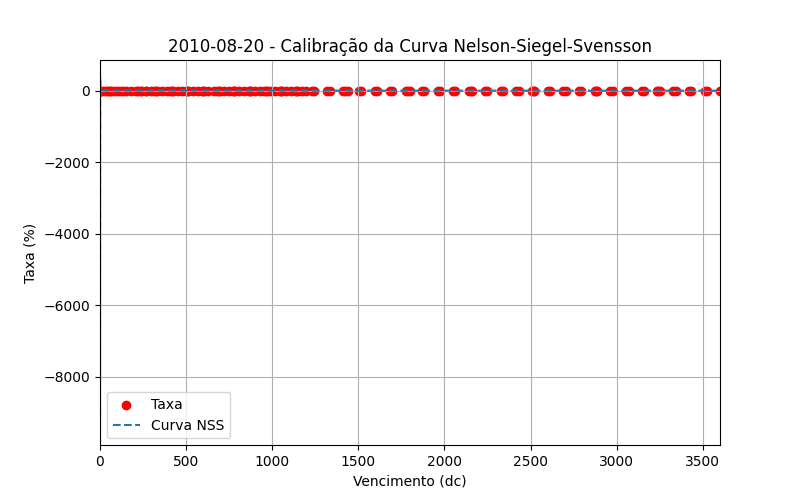 2010-08-20 - Calibração da Curva Nelson-Siegel-Svensson
Taxa (%)
0
−2000
−4000
−6000
−8000
Taxa
Curva NSS
0 500 1000 1500 2000 2500 3000 3500
Vencimento (dc)